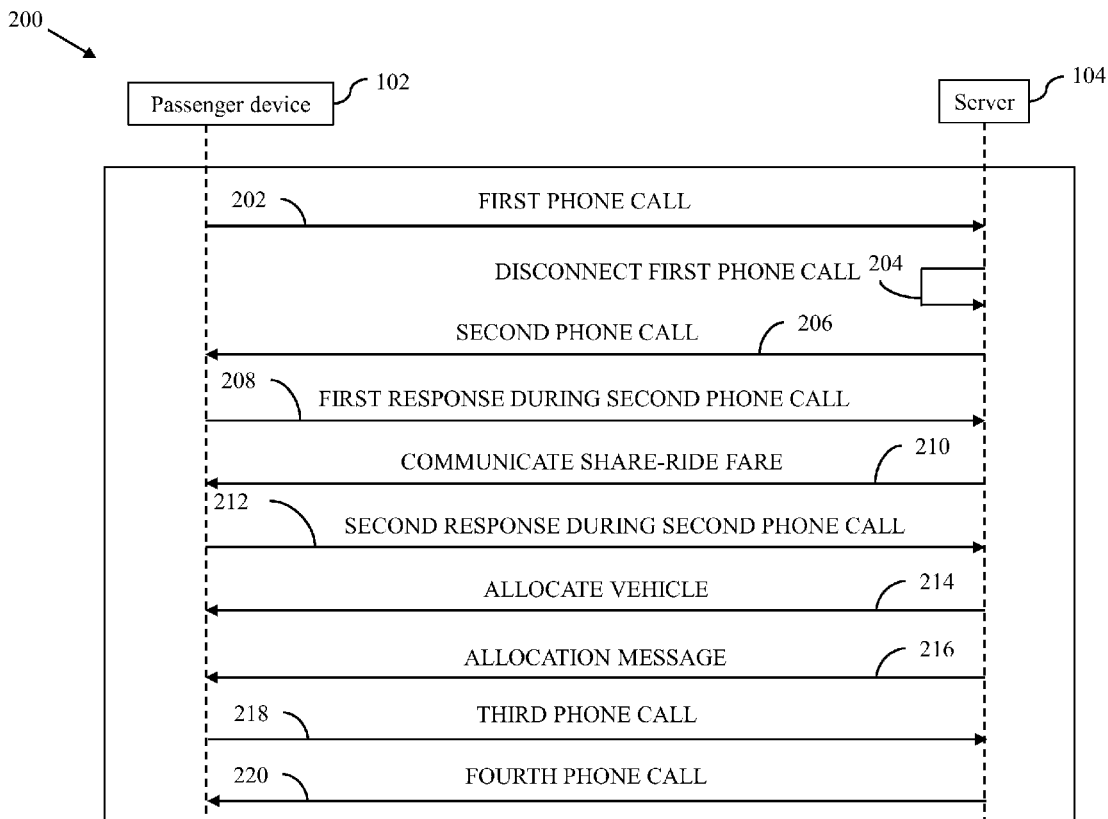 200
102
Passenger device
104
Server
202
FIRST PHONE CALL
DISCONNECT FIRST PHONE CALL
204
SECOND PHONE CALL
206
208
FIRST RESPONSE DURING SECOND PHONE CALL
COMMUNICATE SHARE-RIDE FARE
210
212
SECOND RESPONSE DURING SECOND PHONE CALL
ALLOCATE VEHICLE
214
ALLOCATION MESSAGE
216
218
THIRD PHONE CALL
220
FOURTH PHONE CALL